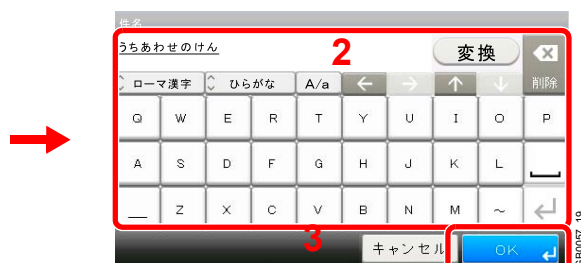 件名
うちあわせのけん
2
変換
ローマ漢字 ひらがな A/a ← → ↑ ↓ 削除
Q W E R T Y U I O P
A S D F G H J K L
Z X C V B N M ~
3
キャンセル OK